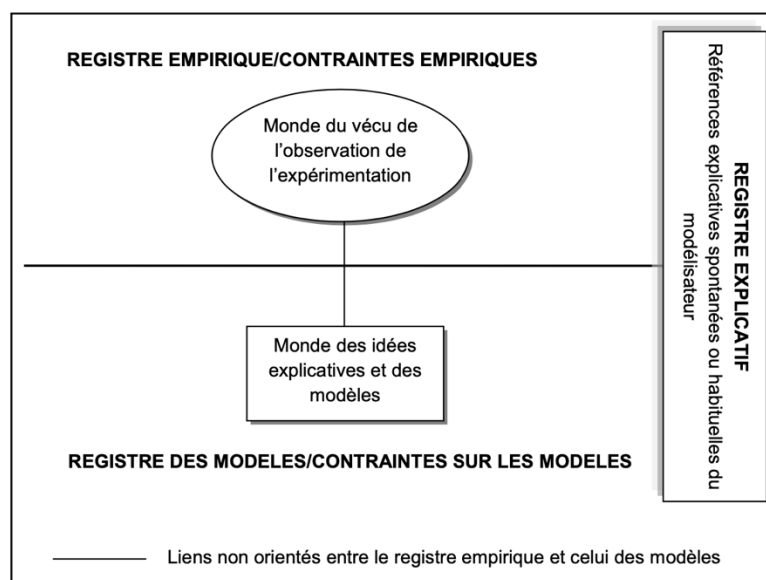 REGISTRE EMPIRIQUE/CONTRAINTES EMPIRIQUES
Monde du vécu de
l'observation de
l'expérimentation
Monde des idées
explicatives et des
modèles
REGISTRE DES MODELES/CONTRAINTES SUR LES MODELES
REGISTRE EXPLICATIF
Références explicatives spontanées ou habituelles du
modélisateur
Liens non orientés entre le registre empirique et celui des modèles